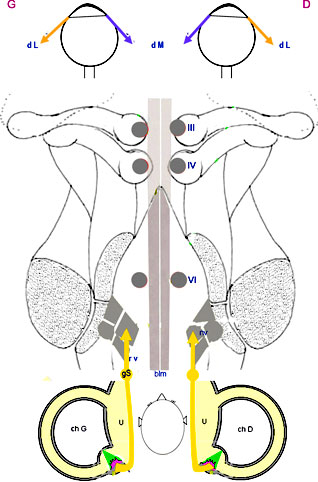 G D
d L d M d L
III
IV
VI
nv
r v
gS blm
ch G U U ch D